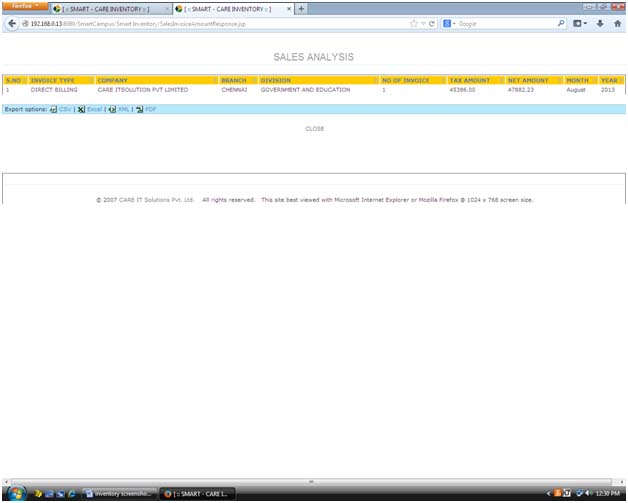 Firefox
[ :: SMART - CARE INVENTORY :: ] × [ :: SMART - CARE INVENTORY :: ] × +
192.168.0.13:8080/SmartCampus/Smart Inventory/SalesInvoiceAmountResponse.jsp Google
SALES ANALYSIS
S.NO INVOICE TYPE COMPANY BRANCH DIVISION NO OF INVOICE TAX AMOUNT NET AMOUNT MONTH YEAR
1 DIRECT BILLING CARE ITSOLUTION PVT LIMITED CHENNAI GOVERNMENT AND EDUCATION 1 45386.00 47882.23 August 2013
Export options: CSV | Excel | XML | PDF
CLOSE
© 2007 CARE IT Solutions Pvt. Ltd. All rights reserved. This site best viewed with Microsoft Internet Explorer or Mozilla Firefox @ 1024 x 768 screen size.
inventory screensho... [ :: SMART - CARE I... 12:30 PM